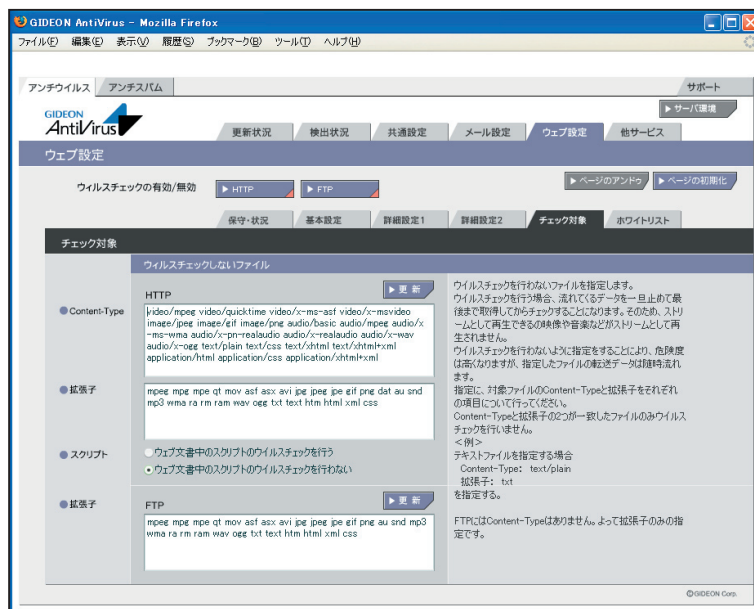 GIDEON AntiVirus - Mozilla Firefox
ファイル(F) 編集(E) 表示(V) 履歴(S) ブックマーク(B) ツール(T) ヘルプ(H)
アンチウイルス アンチスパム サポート
GIDEON
AntiVirus
▶ サーバ環境
更新状況 検出状況 共通設定 メール設定 ウェブ設定 他サービス
ウェブ設定
ウィルスチェックの有効/無効 ▶ HTTP ▶ FTP ▶ ページのアンドゥ ▶ ページの初期化
保守・状況 基本設定 詳細設定1 詳細設定2 チェック対象 ホワイトリスト
チェック対象
ウィルスチェックしないファイル
HTTP ▶ 更 新
Content-Type
video/mpeg video/quicktime video/x-ms-asf video/x-msvideo
image/jpeg image/gif image/png audio/basic audio/mpeg audio/x
-ms-wma audio/x-pn-realaudio audio/x-realaudio audio/x-wav
audio/x-ogg text/plain text/css text/xhtml text/xhtml+xml
application/html application/css application/xhtml+xml
拡張子
mpeg mpg mpe qt mov asf asx avi jpg jpeg jpe gif png dat au snd
mp3 wma ra rm ram wav ogg txt text htm html xml css
スクリプト
ウェブ文書中のスクリプトのウイルスチェックを行う
ウェブ文書中のスクリプトのウイルスチェックを行わない
拡張子
FTP ▶ 更 新
mpeg mpg mpe qt mov asf asx avi jpg jpeg jpe gif png au snd mp3
wma ra rm ram wav ogg txt text htm html xml css
ウイルスチェックを行わないファイルを指定します。
ウイルスチェックを行う場合、流れてくるデータを一旦止めて最
後まで取得してからチェックすることになります。そのため、ストリ
ームとして再生できるの映像や音楽などがストリームとして再
生されません。
ウイルスチェックを行わないように指定をすることにより、危険度
は高くなりますが、指定したファイルの転送データは随時流れ
ます。
指定に、対象ファイルのContent-Typeと拡張子をそれぞれ
の項目について行ってください。
Content-Typeと拡張子の2つが一致したファイルのみウイルス
チェックを行いません。
＜例＞
テキストファイルを指定する場合
Content-Type: text/plain
拡張子: txt
を指定する。
FTPにはContent-Typeはありません。よって拡張子のみの指
定です。
©GIDEON Corp.